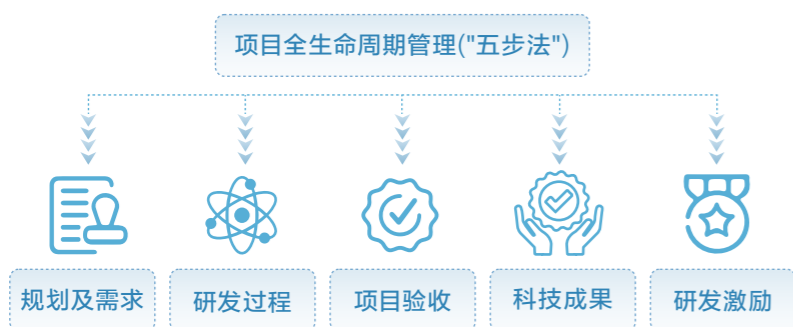 项目全生命周期管理("五步法")
规划及需求
研发过程
项目验收
科技成果
研发激励